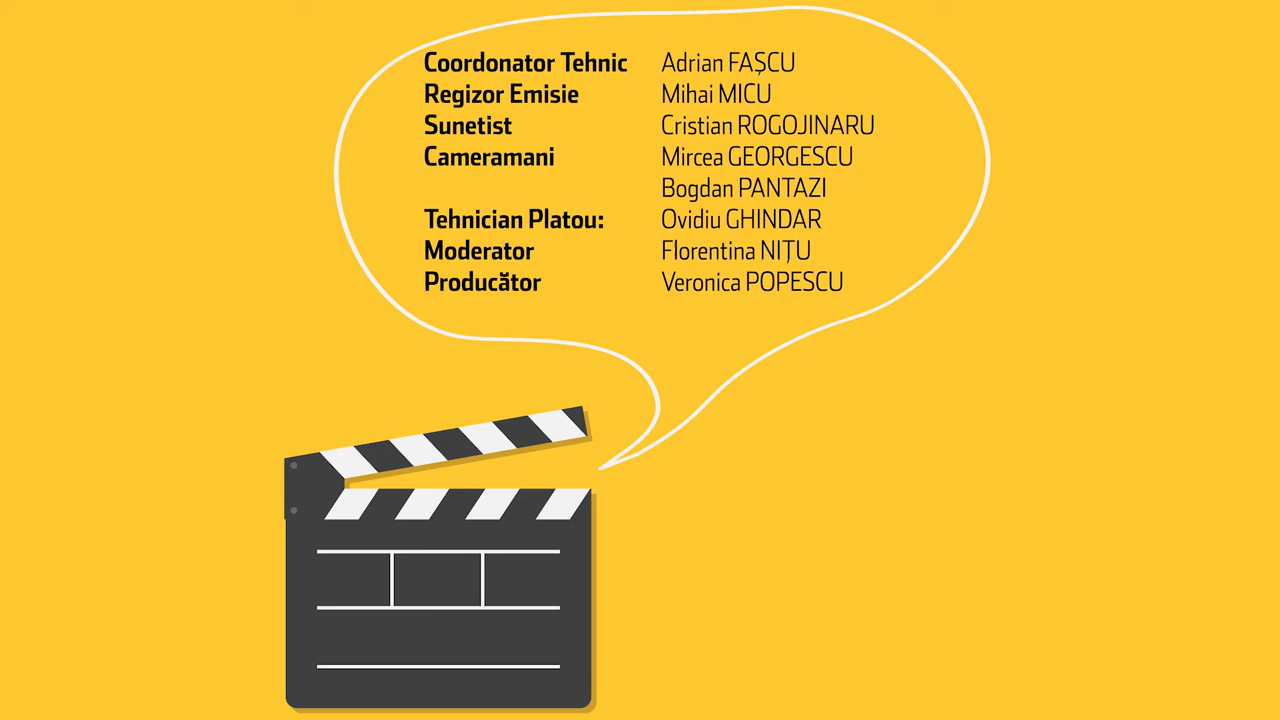 Coordonator Tehnic Adrian FAȘCU
Regizor Emisie Mihai MICU
Sunetist Cristian ROGOJINARU
Cameramani Mircea GEORGESCU
Bogdan PANTAZI
Tehnician Platou: Ovidiu GHINDAR
Moderator Florentina NIȚU
Producător Veronica POPESCU